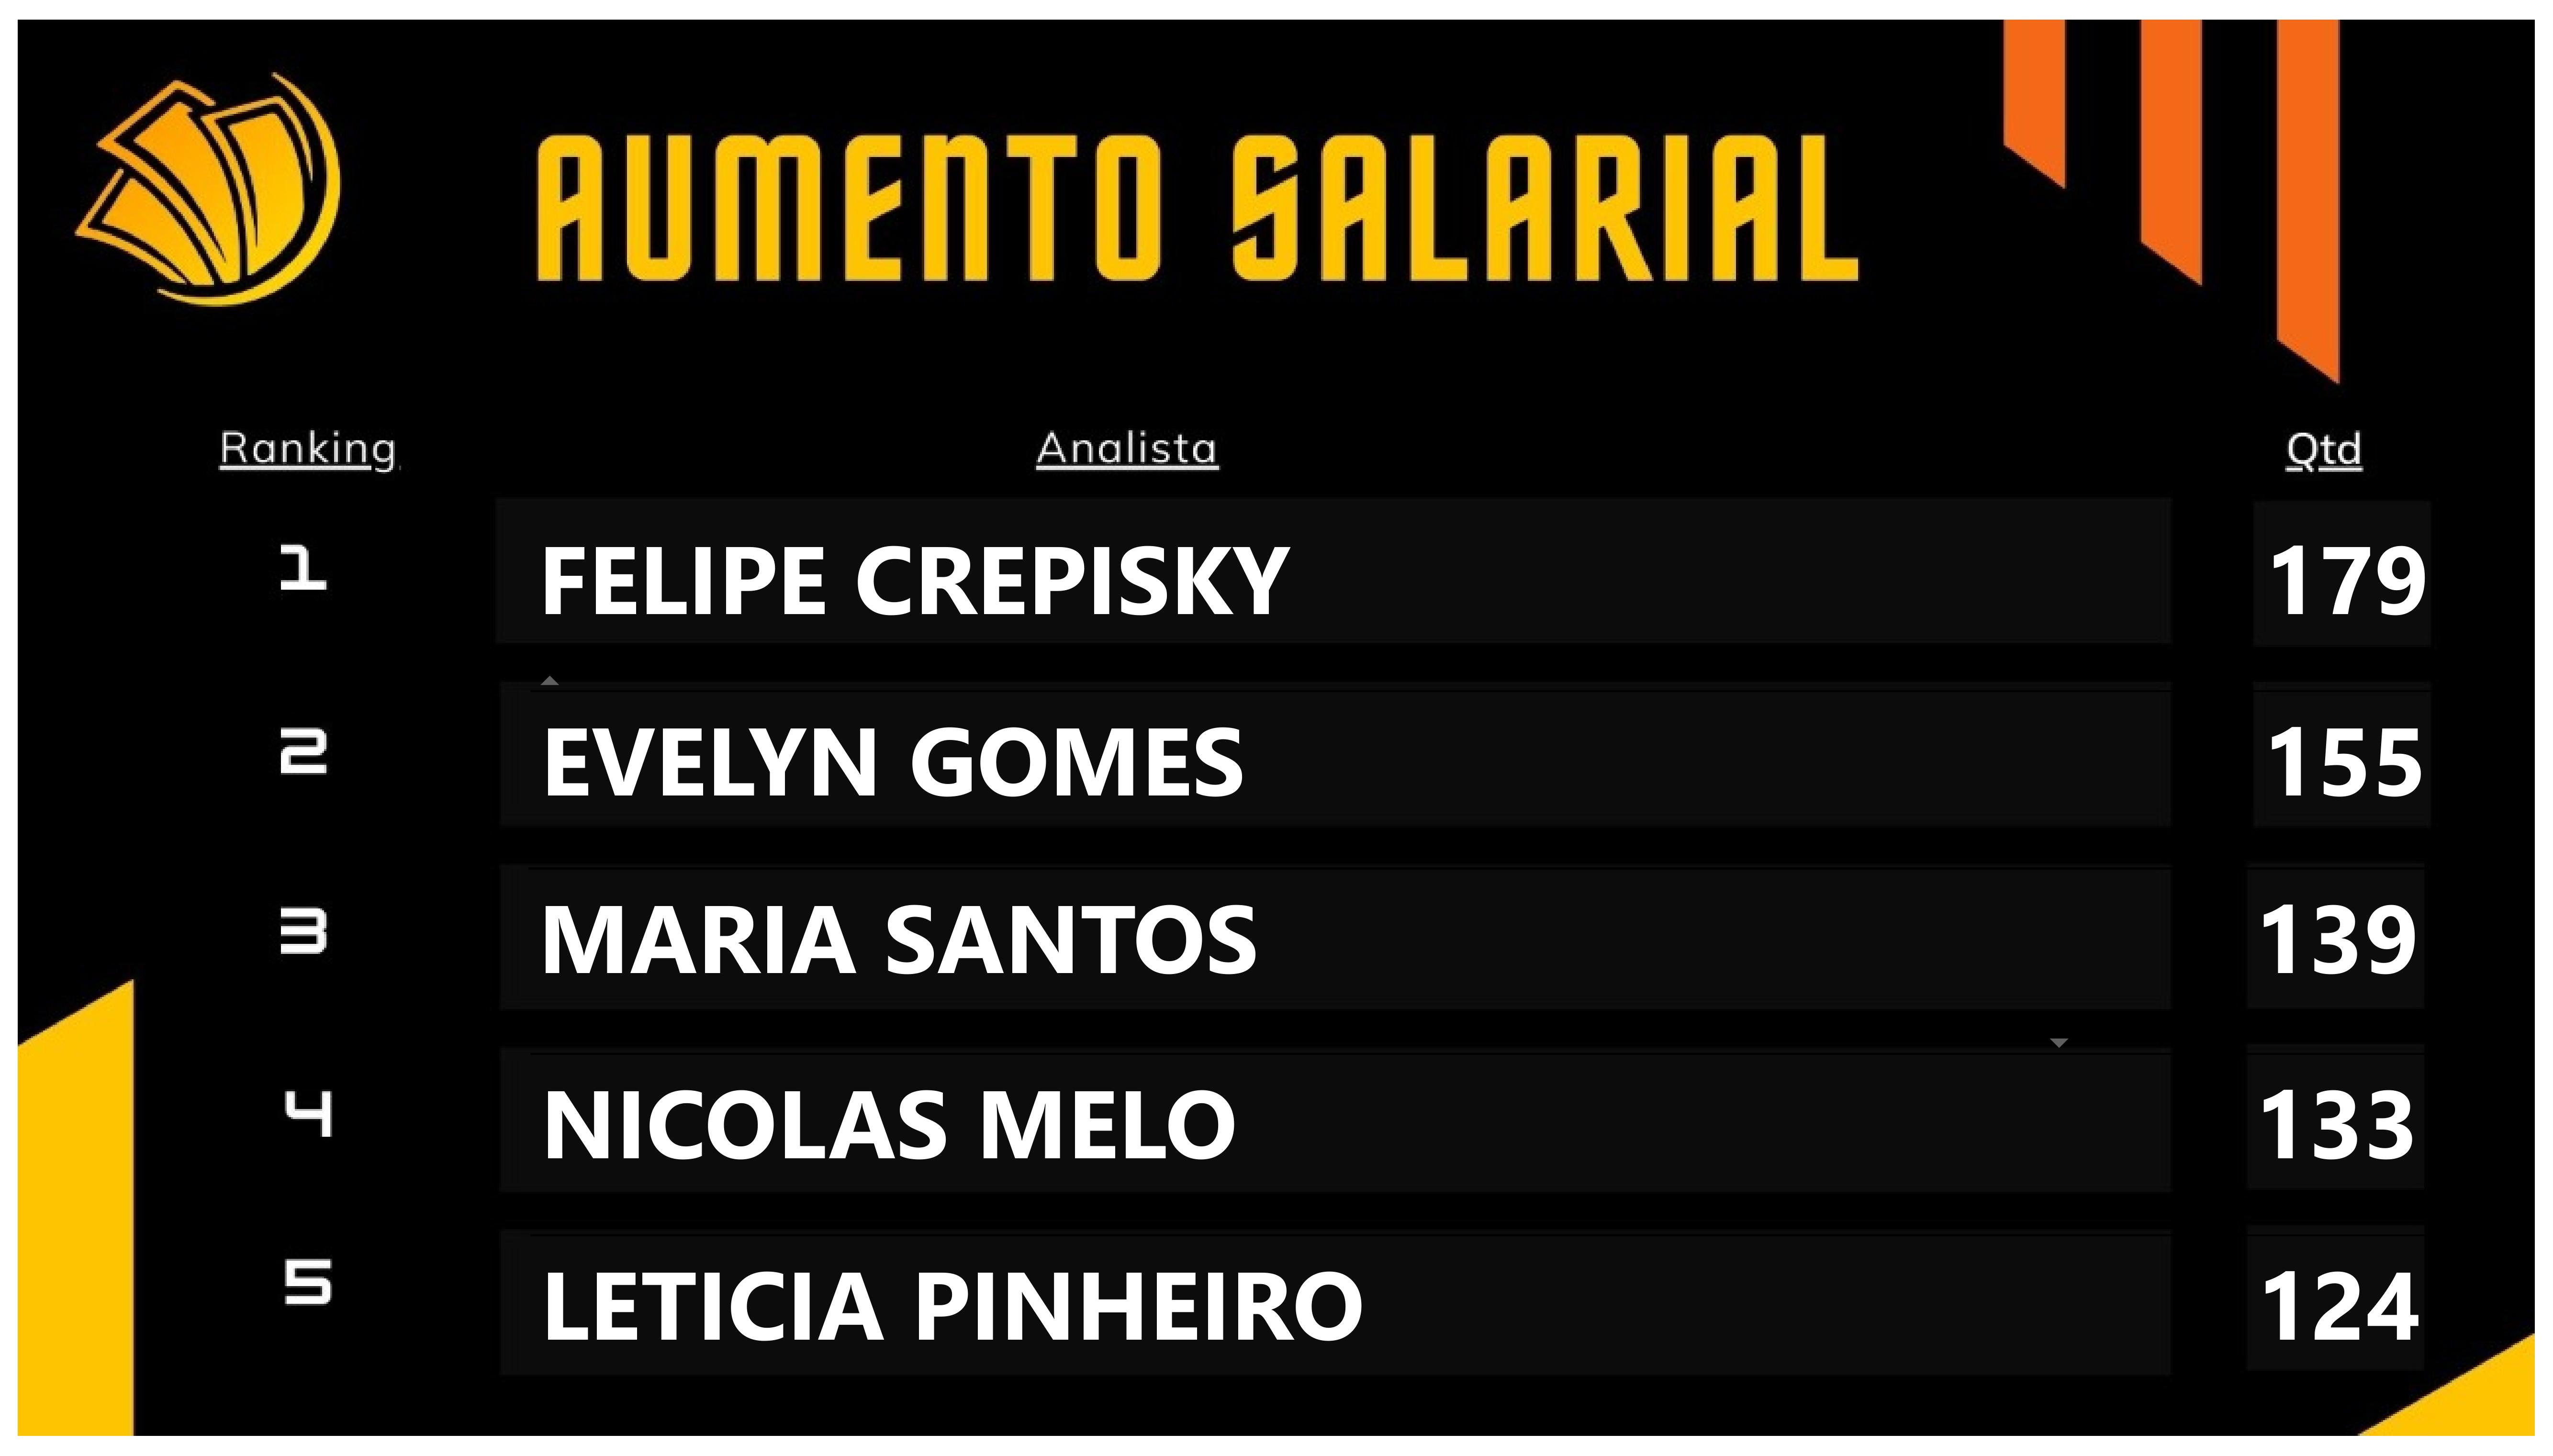 AUMENTO SALARIAL
Ranking Analista Qtd
1 FELIPE CREPISKY 179
2 EVELYN GOMES 155
3 MARIA SANTOS 139
4 NICOLAS MELO 133
5 LETICIA PINHEIRO 124